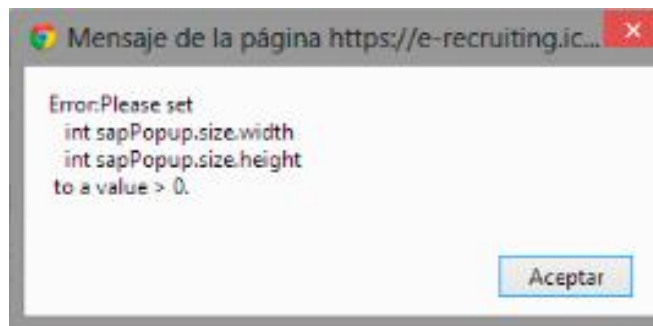 Mensaje de la página https://e-recruiting.ic...
Error:Please set
int sapPopup.size.width
int sapPopup.size.height
to a value > 0.
Aceptar